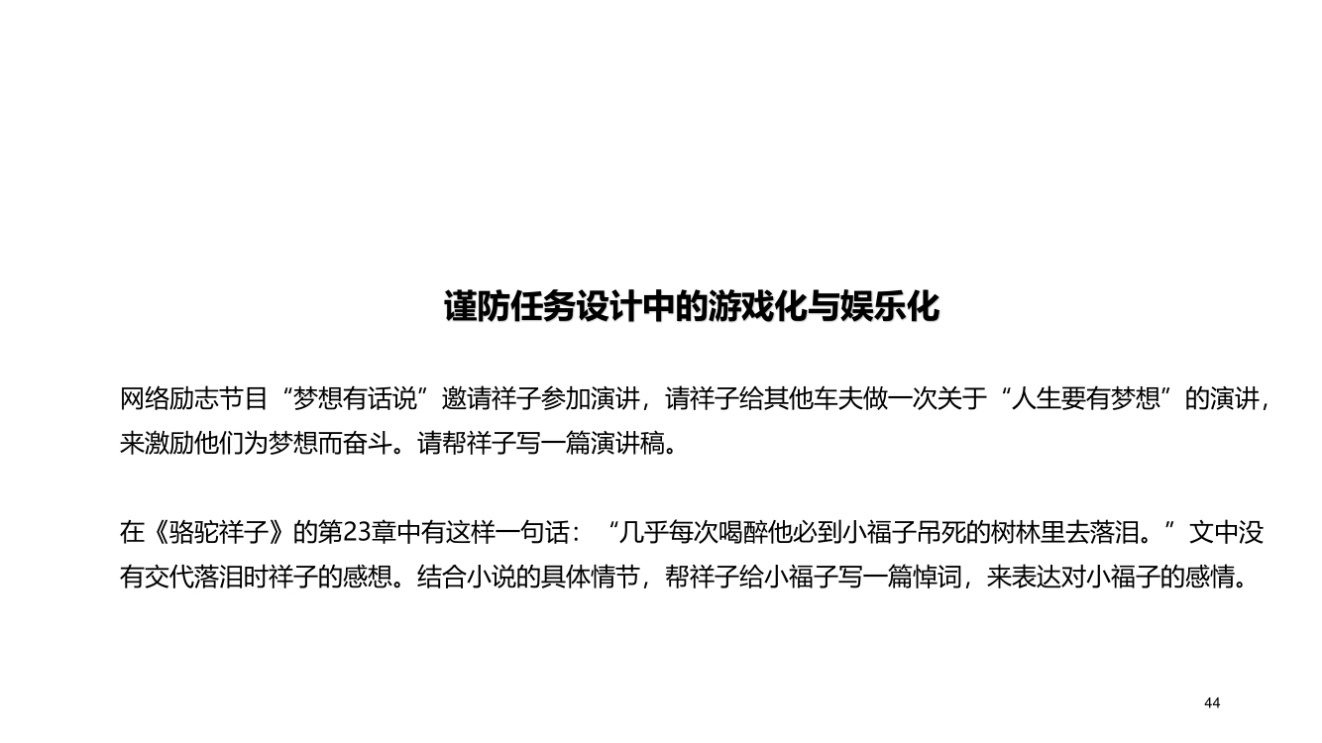 谨防任务设计中的游戏化与娱乐化
网络励志节目“梦想有话说”邀请祥子参加演讲，请祥子给其他车夫做一次关于“人生要有梦想”的演讲，
来激励他们为梦想而奋斗。请帮祥子写一篇演讲稿。
在《骆驼祥子》的第23章中有这样一句话：“几乎每次喝醉他必到小福子吊死的树林里去落泪。”文中没
有交代落泪时祥子的感想。结合小说的具体情节，帮祥子给小福子写一篇悼词，来表达对小福子的感情。
44